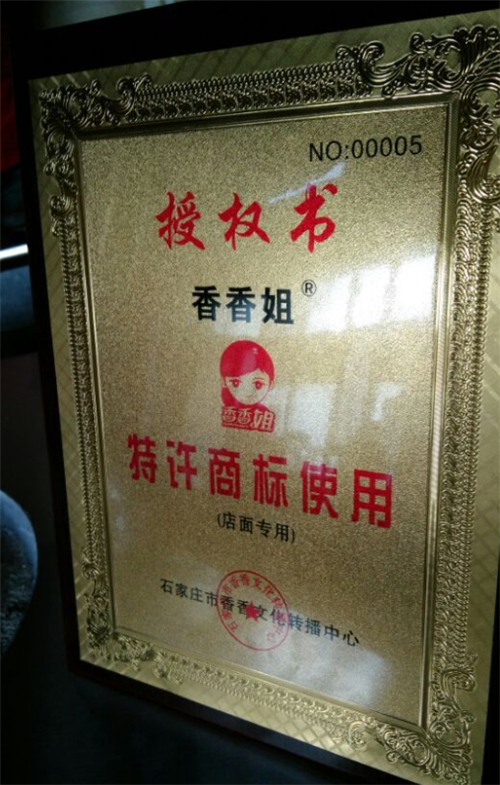 NO:00005
授权书
香香姐®
香香姐
特许商标使用
(店面专用)
石家庄市香香文化转播中心